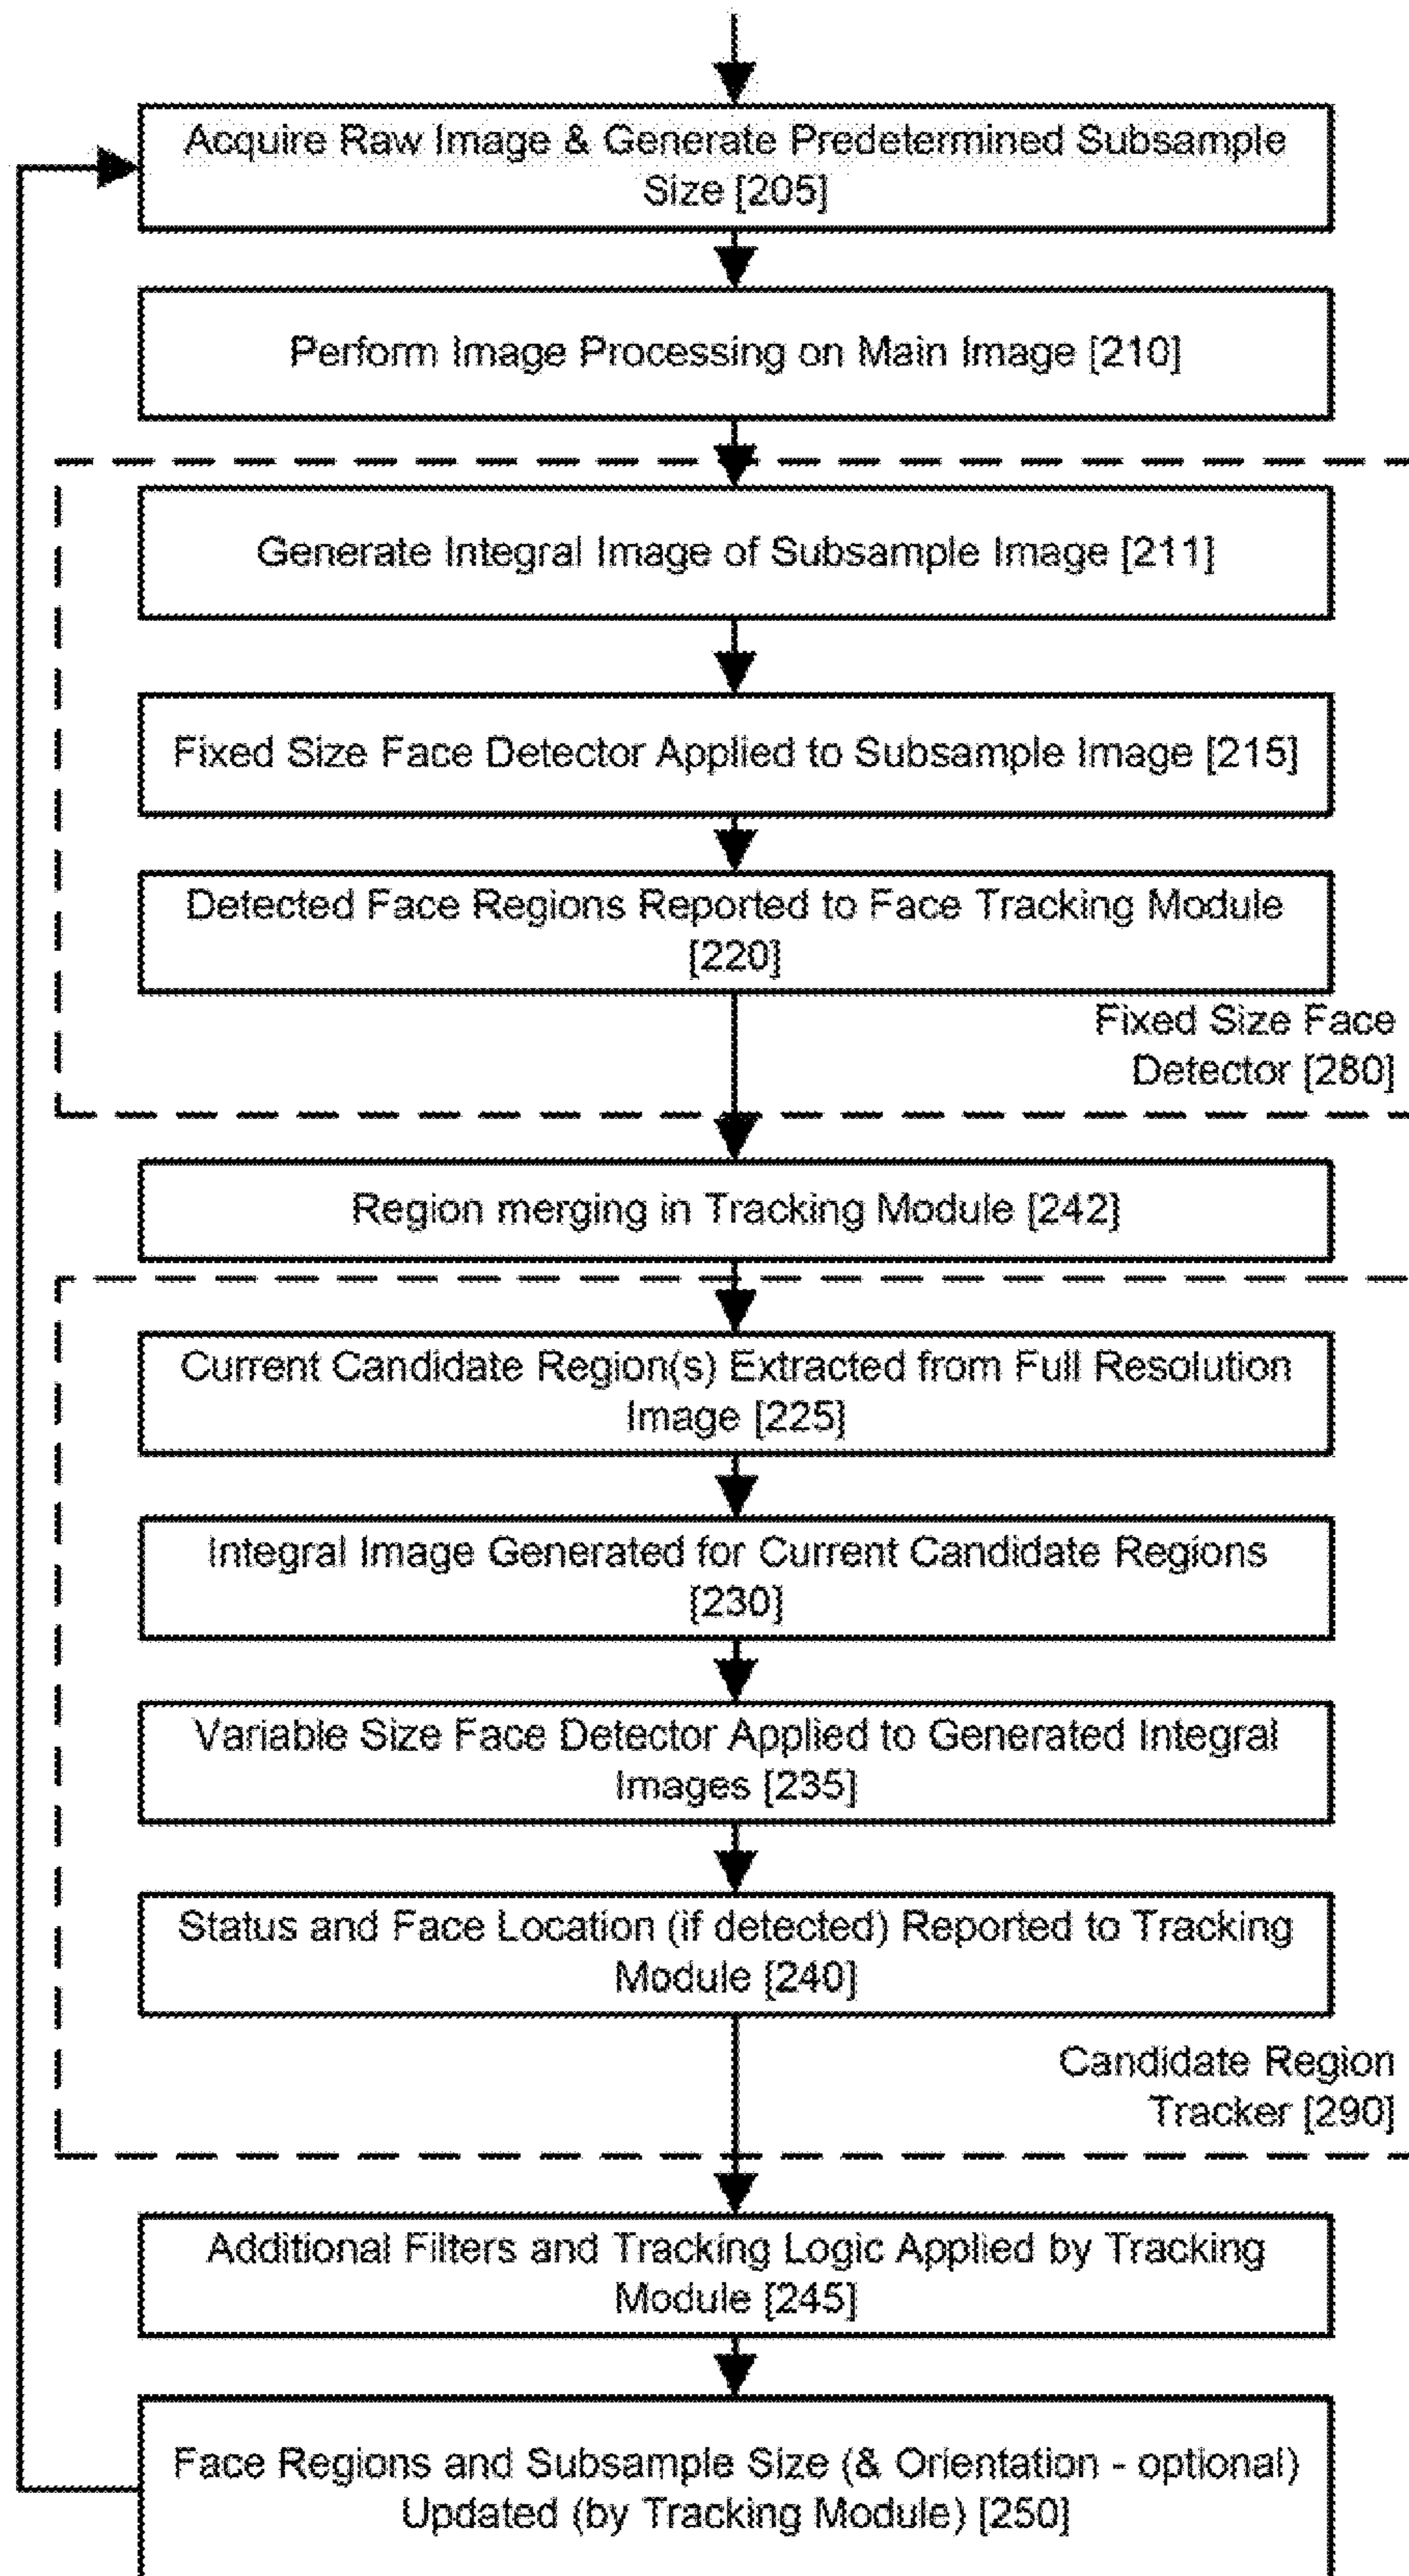 Acquire Raw Image & Generate Predetermined Subsample
Size [205]
Perform Image Processing on Main Image [210]
Generate Integral Image of Subsample Image [211]
Fixed Size Face Detector Applied to Subsample Image [215]
Detected Face Regions Reported to Face Tracking Module
[220]
Fixed Size Face
Detector [280]
Region merging in Tracking Module [242]
Current Candidate Region(s) Extracted from Full Resolution
Image [225]
Integral Image Generated for Current Candidate Regions
[230]
Variable Size Face Detector Applied to Generated Integral
Images [235]
Status and Face Location (if detected) Reported to Tracking
Module [240]
Candidate Region
Tracker [290]
Additional Filters and Tracking Logic Applied by Tracking
Module [245]
Face Regions and Subsample Size (& Orientation - optional)
Updated (by Tracking Module) [250]